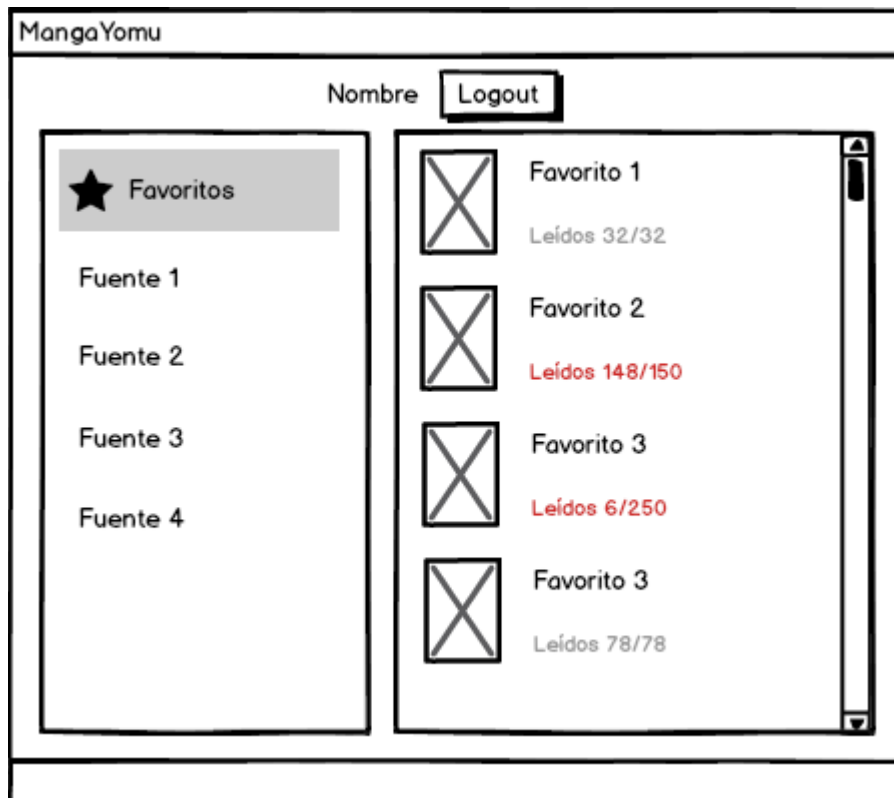 MangaYomu
Nombre Logout
Favoritos
Fuente 1
Fuente 2
Fuente 3
Fuente 4
Favorito 1
Leídos 32/32
Favorito 2
Leídos 148/150
Favorito 3
Leídos 6/250
Favorito 3
Leídos 78/78